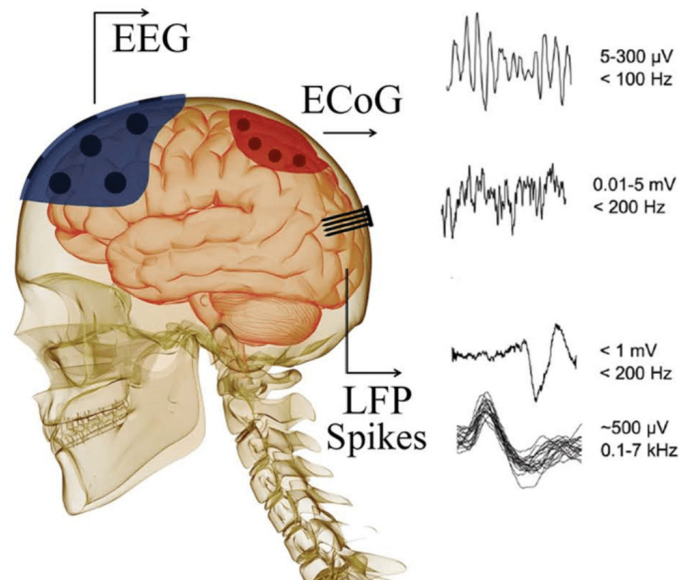 EEG
5-300 µV
< 100 Hz
ECoG
0.01-5 mV
< 200 Hz
< 1 mV
< 200 Hz
LFP
Spikes
~500 µV
0.1-7 kHz